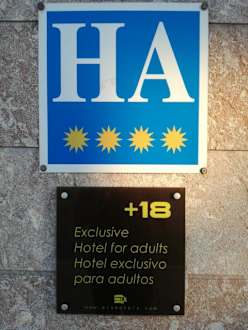 HA
+18
Exclusive
Hotel for adults
Hotel exclusivo
para adultos